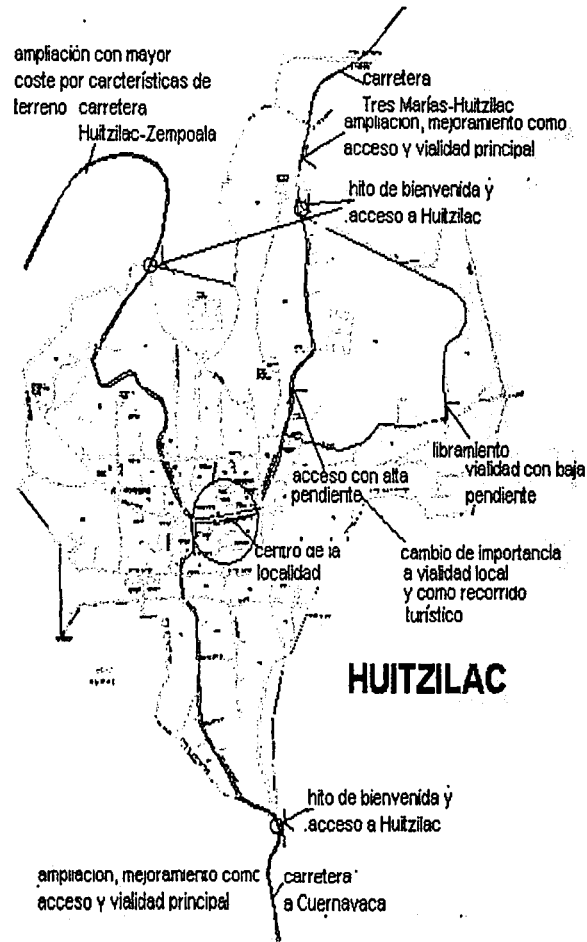 ampliación con mayor
coste por carcterísticas de
terreno carretera
Huitzilac-Zempoala
carretera
Tres Marías-Huitzilac
ampliacion, mejoramiento como
acceso y vialidad principal
hito de bienvenida y
acceso a Huitzilac
acceso con alta
pendiente
libramiento
vialidad con baja
pendiente
centro de la
localidad
cambio de importancia
a vialidad local
y como recorrido
turístico
HUITZILAC
hito de bienvenida y
acceso a Huitzilac
ampliacion, mejoramiento como
acceso y vialidad principal
carretera
a Cuernavaca